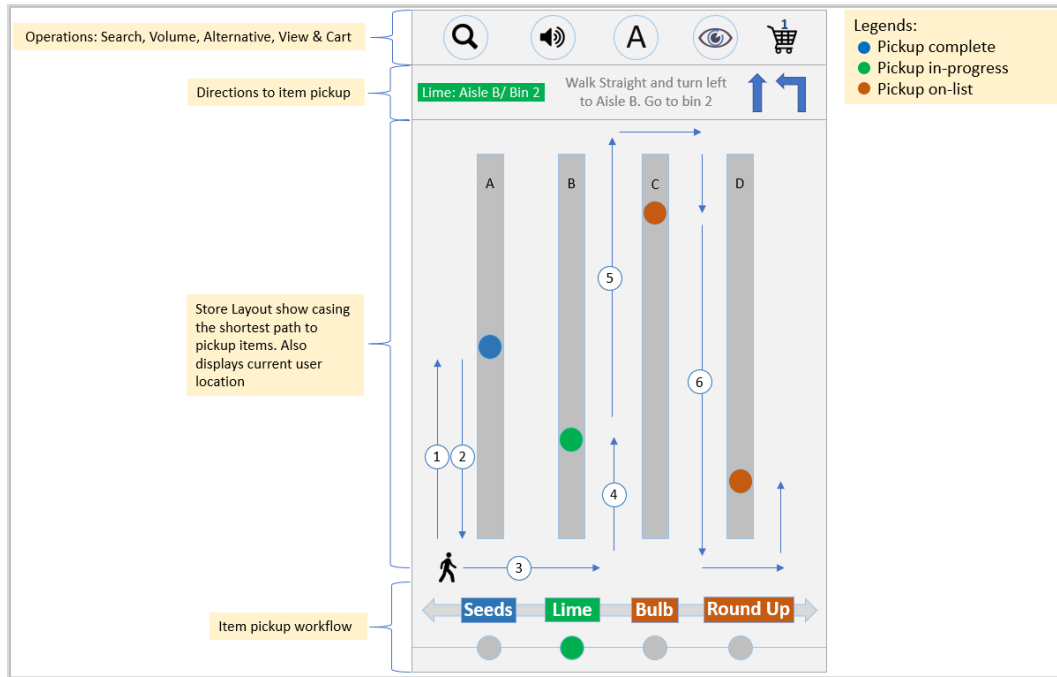 Operations: Search, Volume, Alternative, View & Cart
A
1
Legends:
Pickup complete
Pickup in-progress
Pickup on-list
Directions to item pickup
Lime: Aisle B/ Bin 2
Walk Straight and turn left
to Aisle B. Go to bin 2
A
B
C
D
Store Layout show casing
the shortest path to
pickup items. Also
displays current user
location
5
6
1
2
4
3
Item pickup workflow
Seeds
Lime
Bulb
Round Up